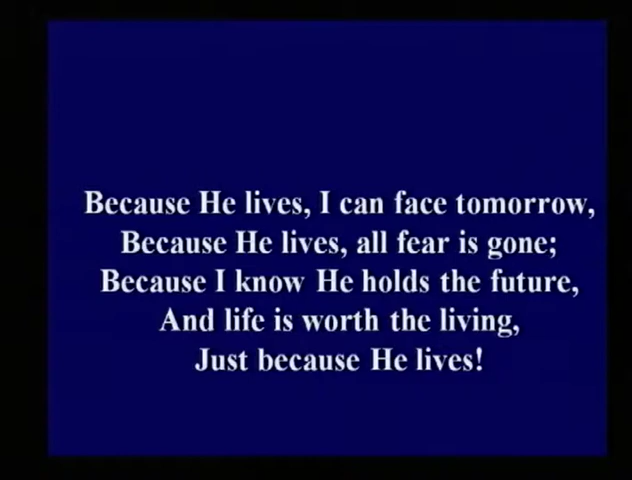 Because He lives, I can face tomorrow,
Because He lives, all fear is gone;
Because I know He holds the future,
And life is worth the living,
Just because He lives!